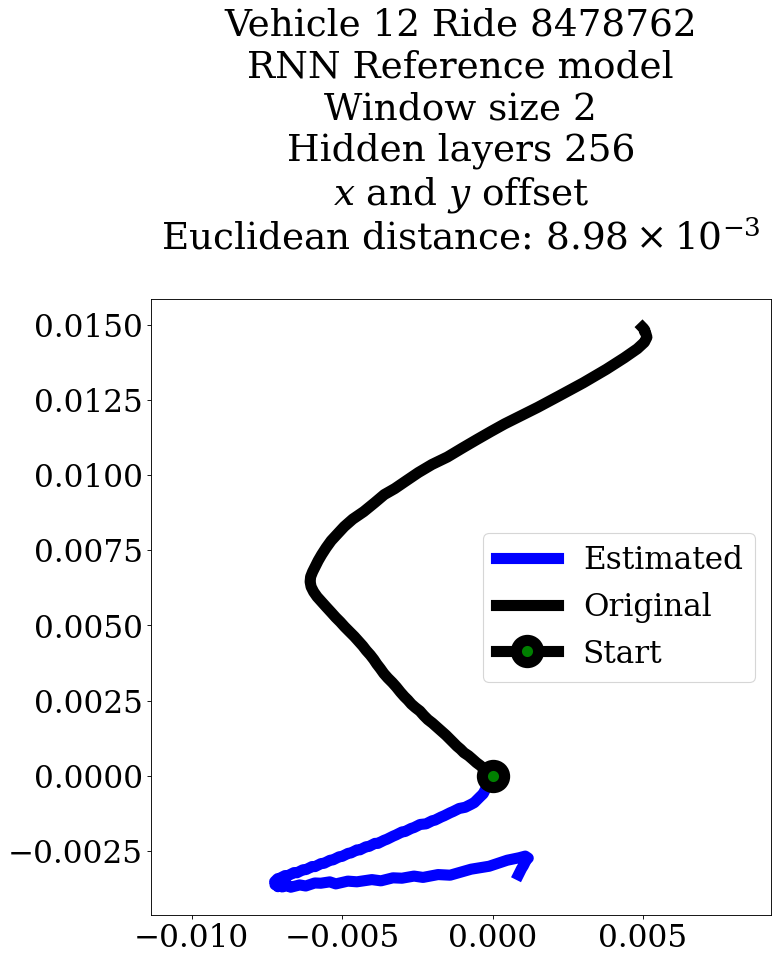 Vehicle 12 Ride 8478762
RNN Reference model
Window size 2
Hidden layers 256
x and y offset
Euclidean distance: 8.98 × 10⁻³
0.0150
0.0125
0.0100
0.0075
0.0050
0.0025
0.0000
−0.0025
Estimated
Original
Start
−0.010 −0.005 0.000 0.005